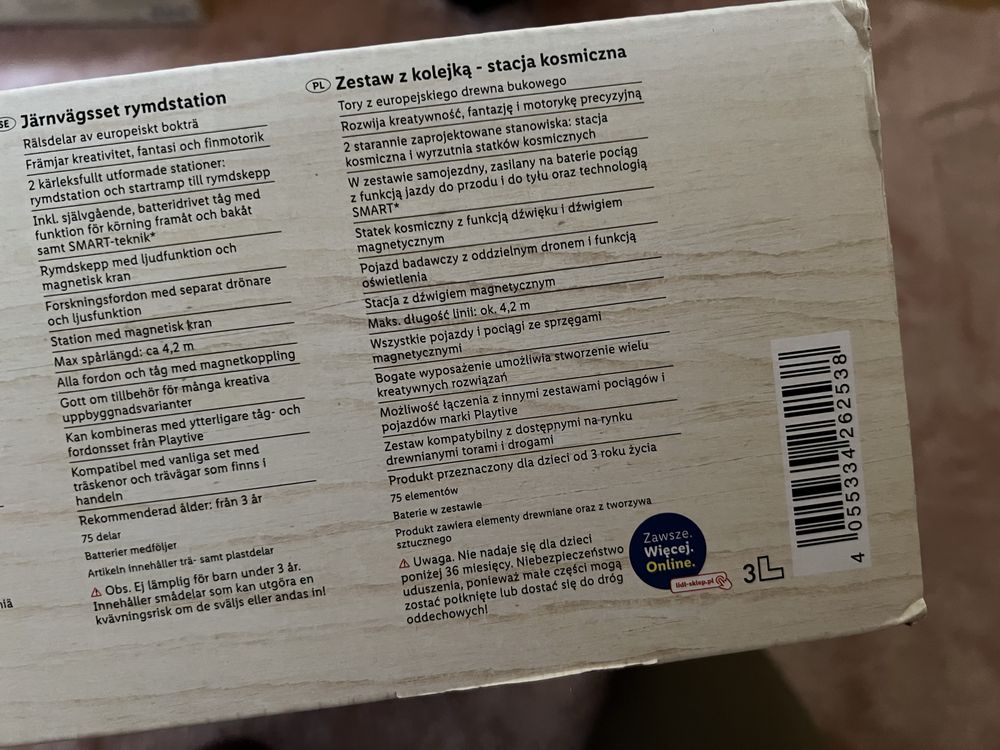 SE Järnvägsset rymdstation
Rälsdelar av europeiskt bokträ
Främjar kreativitet, fantasi och finmotorik
2 kärleksfullt utformade stationer:
rymdstation och startramp till rymdskepp
Inkl. självgående, batteridrivet tåg med
funktion för körning framåt och bakåt
samt SMART-teknik*
Rymdskepp med ljudfunktion och
magnetisk kran
Forskningsfordon med separat drönare
och ljusfunktion
Station med magnetisk kran
Max spårlängd: ca 4,2 m
Alla fordon och tåg med magnetkoppling
Gott om tillbehör för många kreativa
uppbyggnadsvarianter
Kan kombineras med ytterligare tåg- och
fordonsset från Playtive
Kompatibel med vanliga set med
träskenor och trävägar som finns i
handeln
Rekommenderad ålder: från 3 år
75 delar
Batterier medföljer
Artikeln innehåller trä- samt plastdelar
⚠ Obs. Ej lämplig för barn under 3 år.
Innehåller smådelar som kan utgöra en
kvävningsrisk om de sväljs eller andas in!
PL Zestaw z kolejką - stacja kosmiczna
Tory z europejskiego drewna bukowego
Rozwija kreatywność, fantazję i motorykę precyzyjną
2 starannie zaprojektowane stanowiska: stacja
kosmiczna i wyrzutnia statków kosmicznych
W zestawie samojezdny, zasilany na baterie pociąg
z funkcją jazdy do przodu i do tyłu oraz technologią
SMART*
Statek kosmiczny z funkcją dźwięku i dźwigiem
magnetycznym
Pojazd badawczy z oddzielnym dronem i funkcją
oświetlenia
Stacja z dźwigiem magnetycznym
Maks. długość linii: ok. 4,2 m
Wszystkie pojazdy i pociągi ze sprzęgami
magnetycznymi
Bogate wyposażenie umożliwia stworzenie wielu
kreatywnych rozwiązań
Możliwość łączenia z innymi zestawami pociągów i
pojazdów marki Playtive
Zestaw kompatybilny z dostępnymi na rynku
drewnianymi torami i drogami
Produkt przeznaczony dla dzieci od 3 roku życia
75 elementów
Baterie w zestawie
Produkt zawiera elementy drewniane oraz z tworzywa
sztucznego
⚠ Uwaga. Nie nadaje się dla dzieci
poniżej 36 miesięcy. Niebezpieczeństwo
uduszenia, ponieważ małe części mogą
zostać połknięte lub dostać się do dróg
oddechowych!
Zawsze.
Więcej.
Online.
lidl-sklep.pl
3L
4 055334 262538